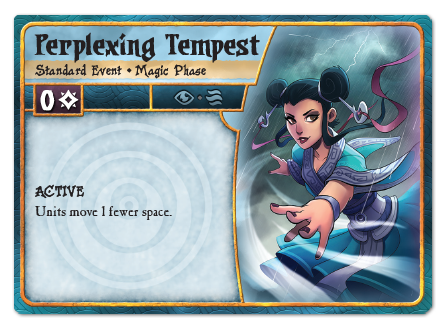 Perplexing Tempest
Standard Event • Magic Phase
0
ACTIVE
Units move 1 fewer space.